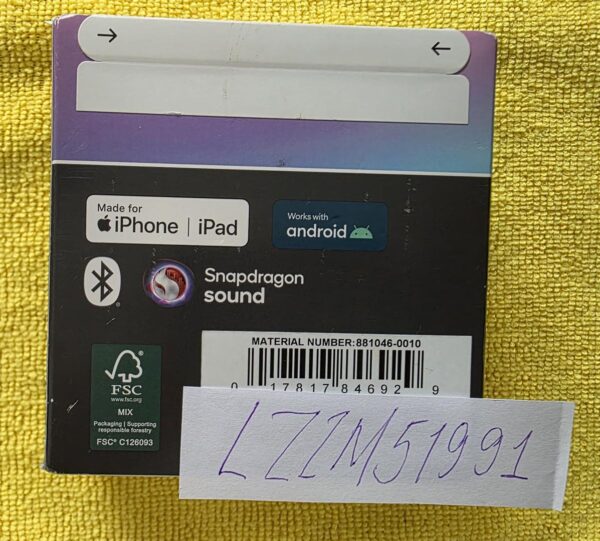 → ←
Made for
iPhone | iPad
Works with
android
Snapdragon
sound
MATERIAL NUMBER:881046-0010
0 17817 84692 9
FSC
www.fsc.org
MIX
Packaging | Supporting
responsible forestry
FSC® C126093
LZZM51991